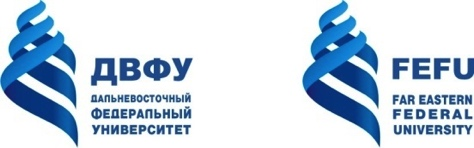 ДВФУ
ДАЛЬНЕВОСТОЧНЫЙ
ФЕДЕРАЛЬНЫЙ
УНИВЕРСИТЕТ
FEFU
FAR EASTERN
FEDERAL
UNIVERSITY